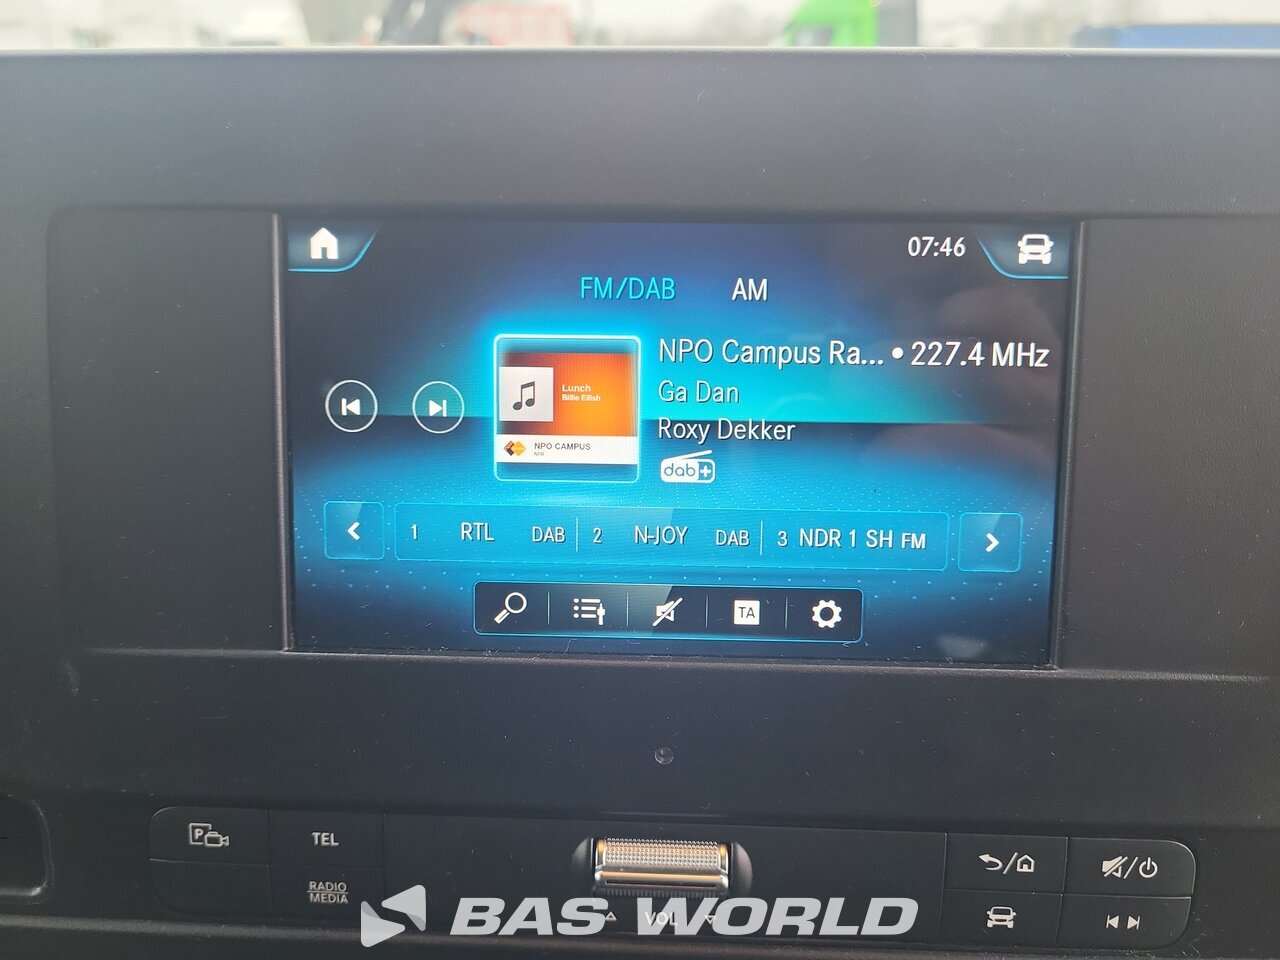 07:46
FM/DAB AM
NPO Campus Ra... • 227.4 MHz
Ga Dan
Roxy Dekker
dab+
Lunch
Billie Eilish
NPO CAMPUS
1 RTL DAB 2 N-JOY DAB 3 NDR 1 SH FM
TA
P
TEL
RADIO
MEDIA
VOL
BAS WORLD